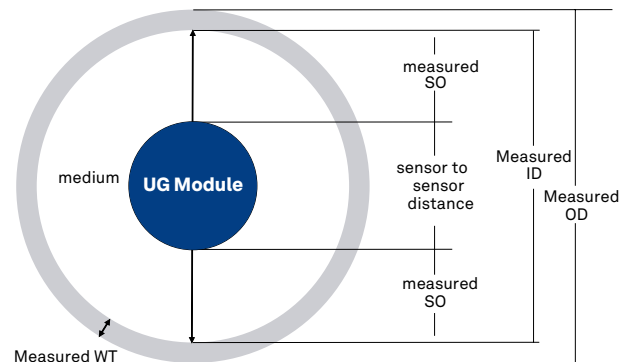 measured
SO
medium
UG Module
sensor to
sensor
distance
Measured
ID
Measured
OD
measured
SO
Measured WT